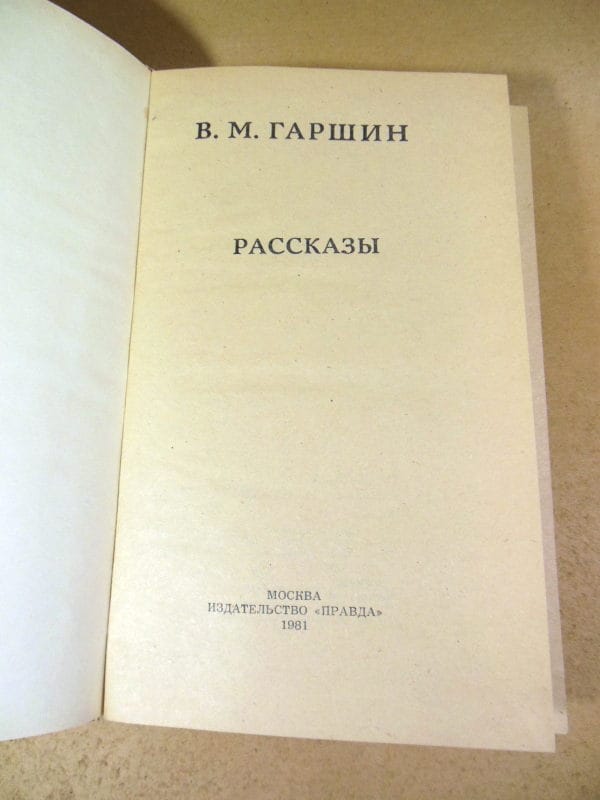 В. М. ГАРШИН
РАССКАЗЫ
МОСКВА
ИЗДАТЕЛЬСТВО «ПРАВДА»
1981